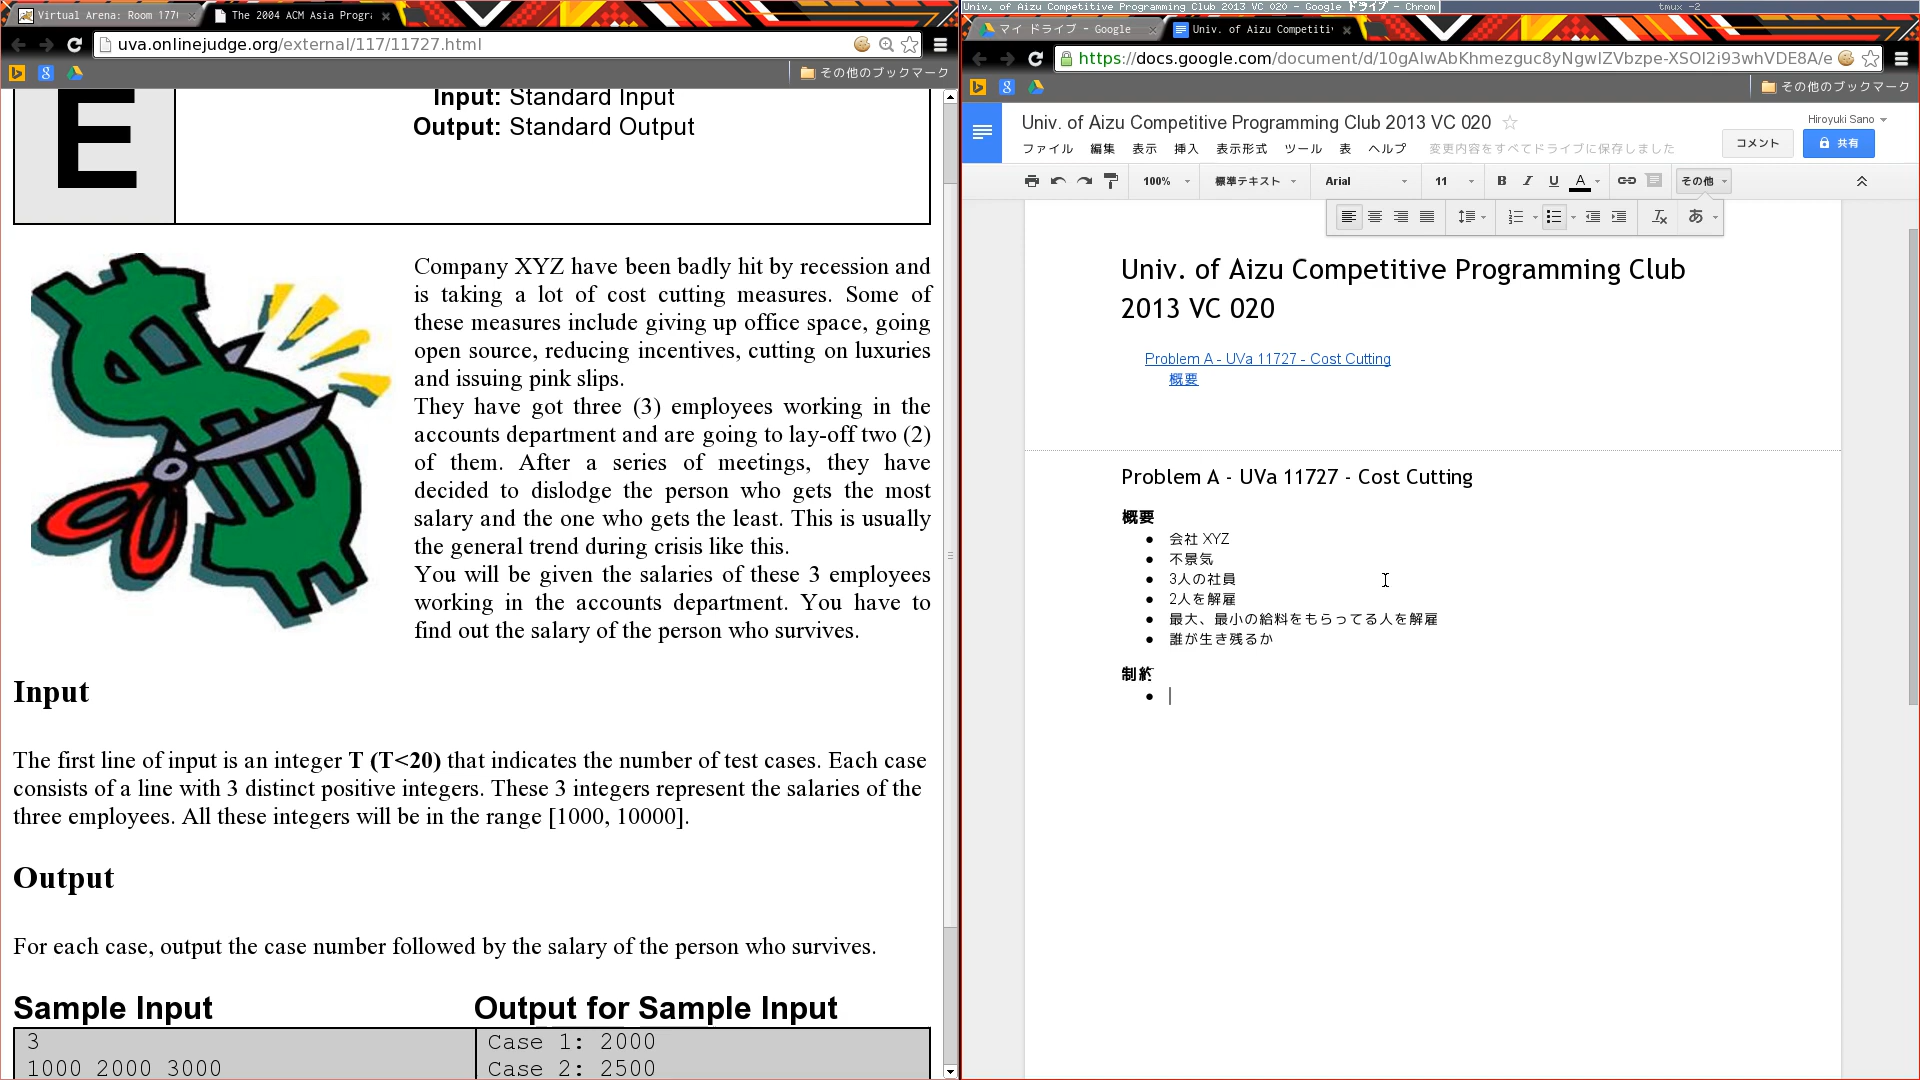 Virtual Arena: Room 177
The 2004 ACM Asia Progr
uva.onlinejudge.org/external/117/11727.html
その他のブックマーク
E
Input: Standard Input
Output: Standard Output
Company XYZ have been badly hit by recession and
is taking a lot of cost cutting measures. Some of
these measures include giving up office space, going
open source, reducing incentives, cutting on luxuries
and issuing pink slips.
They have got three (3) employees working in the
accounts department and are going to lay-off two (2)
of them. After a series of meetings, they have
decided to dislodge the person who gets the most
salary and the one who gets the least. This is usually
the general trend during crisis like this.
You will be given the salaries of these 3 employees
working in the accounts department. You have to
find out the salary of the person who survives.
Input
The first line of input is an integer T (T<20) that indicates the number of test cases. Each case
consists of a line with 3 distinct positive integers. These 3 integers represent the salaries of the
three employees. All these integers will be in the range [1000, 10000].
Output
For each case, output the case number followed by the salary of the person who survives.
Sample Input Output for Sample Input
3 Case 1: 2000
1000 2000 3000 Case 2: 2500
Univ. of Aizu Competitive Programming Club 2013 VC 020 - Google ドライブ - Chrom
tmux -2
マイ ドライブ - Google
Univ. of Aizu Competiti
https://docs.google.com/document/d/10gAIwAbKhmezguc8yNgwIZVbzpe-XSOI2i93whVDE8A/e
その他のブックマーク
Univ. of Aizu Competitive Programming Club 2013 VC 020
Hiroyuki Sano
ファイル 編集 表示 挿入 表示形式 ツール 表 ヘルプ 変更内容をすべてドライブに保存しました
コメント
共有
100% 標準テキスト Arial 11 B I U A その他
あ
Univ. of Aizu Competitive Programming Club
2013 VC 020
Problem A - UVa 11727 - Cost Cutting
概要
Problem A - UVa 11727 - Cost Cutting
概要
● 会社 XYZ
● 不景気
● 3人の社員
● 2人を解雇
● 最大、最小の給料をもらってる人を解雇
● 誰が生き残るか
制約
●